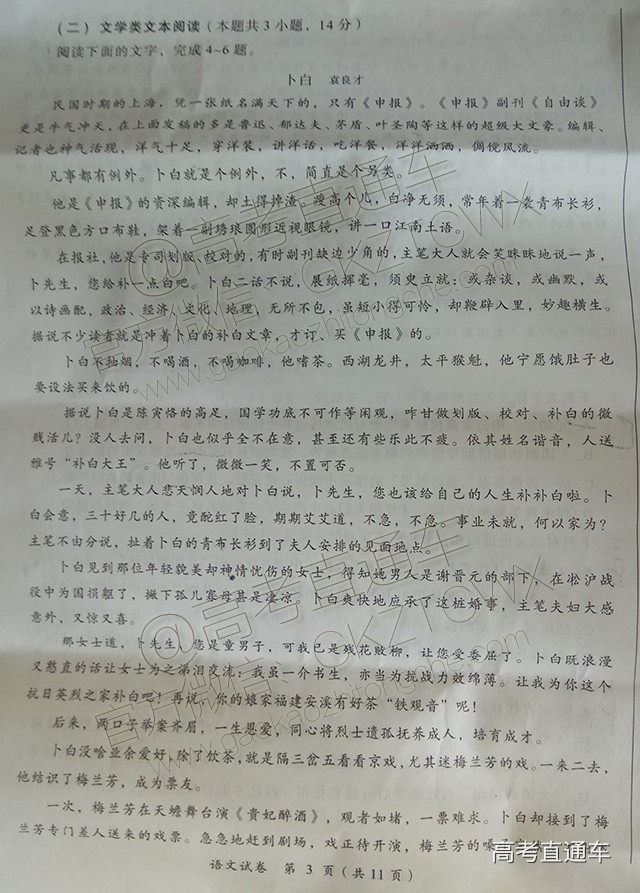 （二）文学类文本阅读（本题共3小题，14分）
阅读下面的文字，完成4~6题。
卜白 袁良才
民国时期的上海，凭一张纸名满天下的，只有《申报》。《申报》副刊《自由谈》
更是牛气冲天，在上面发稿的多是鲁迅、郁达夫、茅盾、叶圣陶等这样的超级大文豪。编辑、
记者也神气活现，洋气十足，穿洋装，讲洋话，吃洋餐，洋洋洒洒，倜傥风流。
凡事都有例外。卜白就是个例外，不，简直是个另类。
他是《申报》的资深编辑，却土得掉渣。瘦高个儿，白净无须，常年着一袭青布长衫，
足登黑色方口布鞋，架着一副琇琅圆形近视眼镜，讲一口江南土语。
在报社，他是专司划版、校对的，有时副刊缺边少角的，主笔大人就会笑眯眯地说一声，
卜先生，您给补一点白吧。卜白二话不说，展纸挥毫，须臾立就：或杂谈，或幽默，或
以诗画配，政治、经济、文化、地理，无所不包，虽短小得可怜，却鞭辟入里，妙趣横生。
据说不少读者就是冲着卜白的补白文章，才订、买《申报》的。
卜白不抽烟，不喝酒，不喝咖啡，他嗜茶。西湖龙井，太平猴魁，他宁愿饿肚子也
要设法买来饮的。
据说卜白是陈寅恪的高足，国学功底不可作等闲观，咋甘做划版、校对、补白的微
贱活儿？没人去问，卜白也似乎全不在意，甚至还有些乐此不疲。依其姓名谐音，人送
雅号“补白大王”。他听了，微微一笑，不置可否。
一天，主笔大人悲天悯人地对卜白说，卜先生，您也该给自己的人生补补白啦。卜
白会意，三十好几的人，竟酡红了脸，期期艾艾道，不急，不急。事业未就，何以家为？
主笔不由分说，扯着卜白的青布长衫到了夫人安排的见面地点。
卜白见到那位年轻貌美却神情忧伤的女士，得知她男人是谢晋元的部下，在凇沪战
役中为国捐躯了，撇下孤儿寡母甚是凄凉。卜白爽快地应承了这桩婚事，主笔夫妇大感
意外，又惊又喜。
那女士道，卜先生，您是童男子，可我已是残花败柳，让您受委屈了。卜白既浪漫
又憨直的话让女士为之涕泪交流：我虽一介书生，亦当为抗战力效绵薄。让我为你这个
抗日英烈之家补白吧！再说，你的娘家福建安溪有好茶“铁观音”呢！
后来，两口子举案齐眉，一生恩爱，同心将烈士遗孤抚养成人，培育成才。
卜白没啥业余爱好，除了饮茶，就是隔三岔五看看京戏，尤其迷梅兰芳的戏。一来二去，
他结识了梅兰芳，成为票友。
一次，梅兰芳在天蟾舞台演《贵妃醉酒》，观者如堵，一票难求。卜白却接到了梅
兰芳专门差人送来的戏票。急急地赶到剧场，戏正待开演，梅兰芳的嗓子
语文试卷 第 3 页（共11页）
高考直通车
@高考直通车